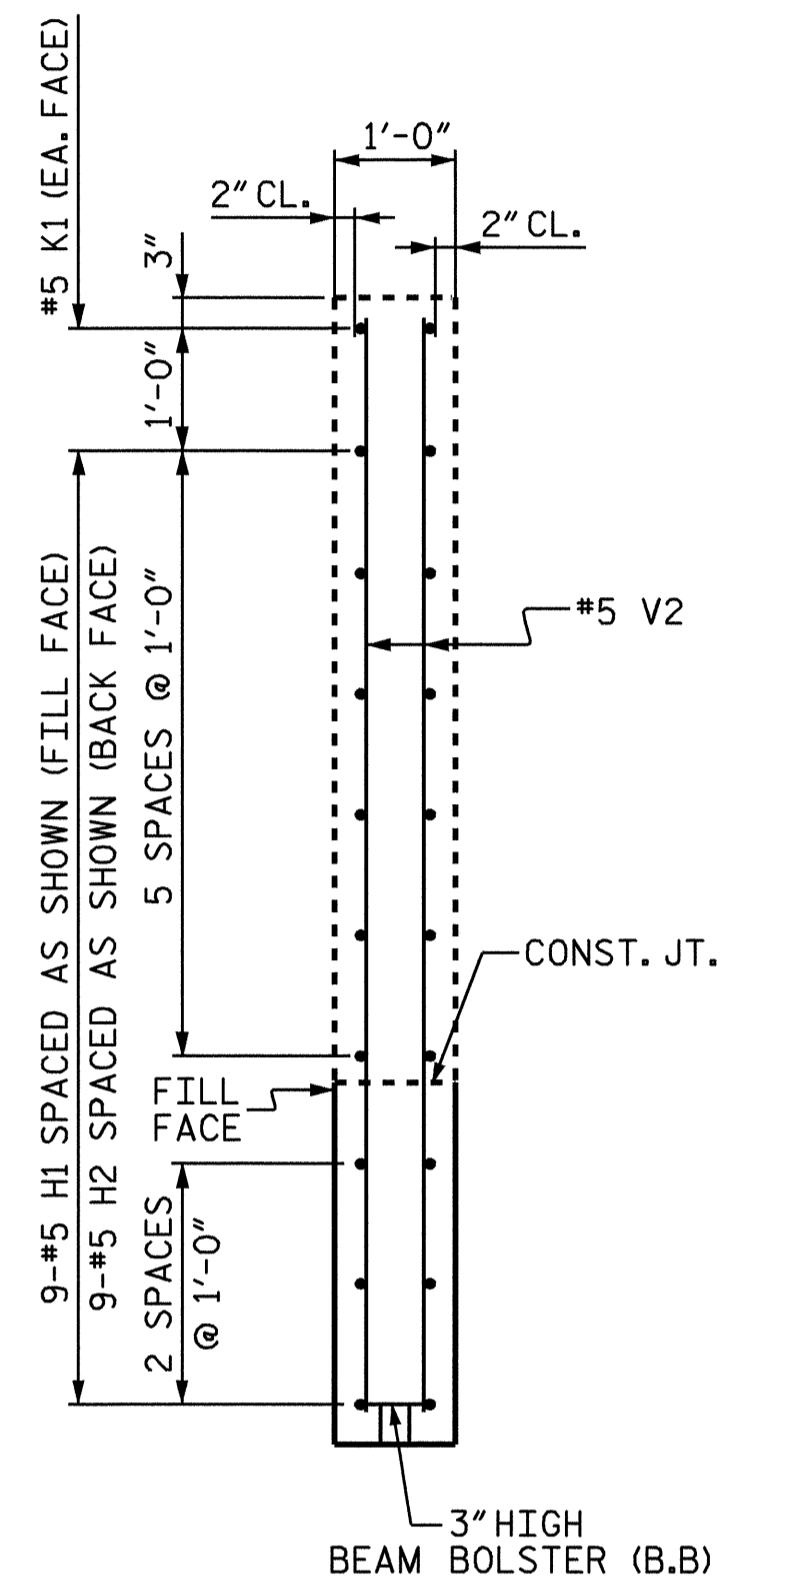 #5 K1 (EA. FACE)
1'-0"
2" CL.
2" CL.
3"
1'-0"
9-#5 H1 SPACED AS SHOWN (FILL FACE)
9-#5 H2 SPACED AS SHOWN (BACK FACE)
5 SPACES @ 1'-0"
#5 V2
CONST. JT.
FILL
FACE
2 SPACES
@ 1'-0"
3" HIGH
BEAM BOLSTER (B.B)